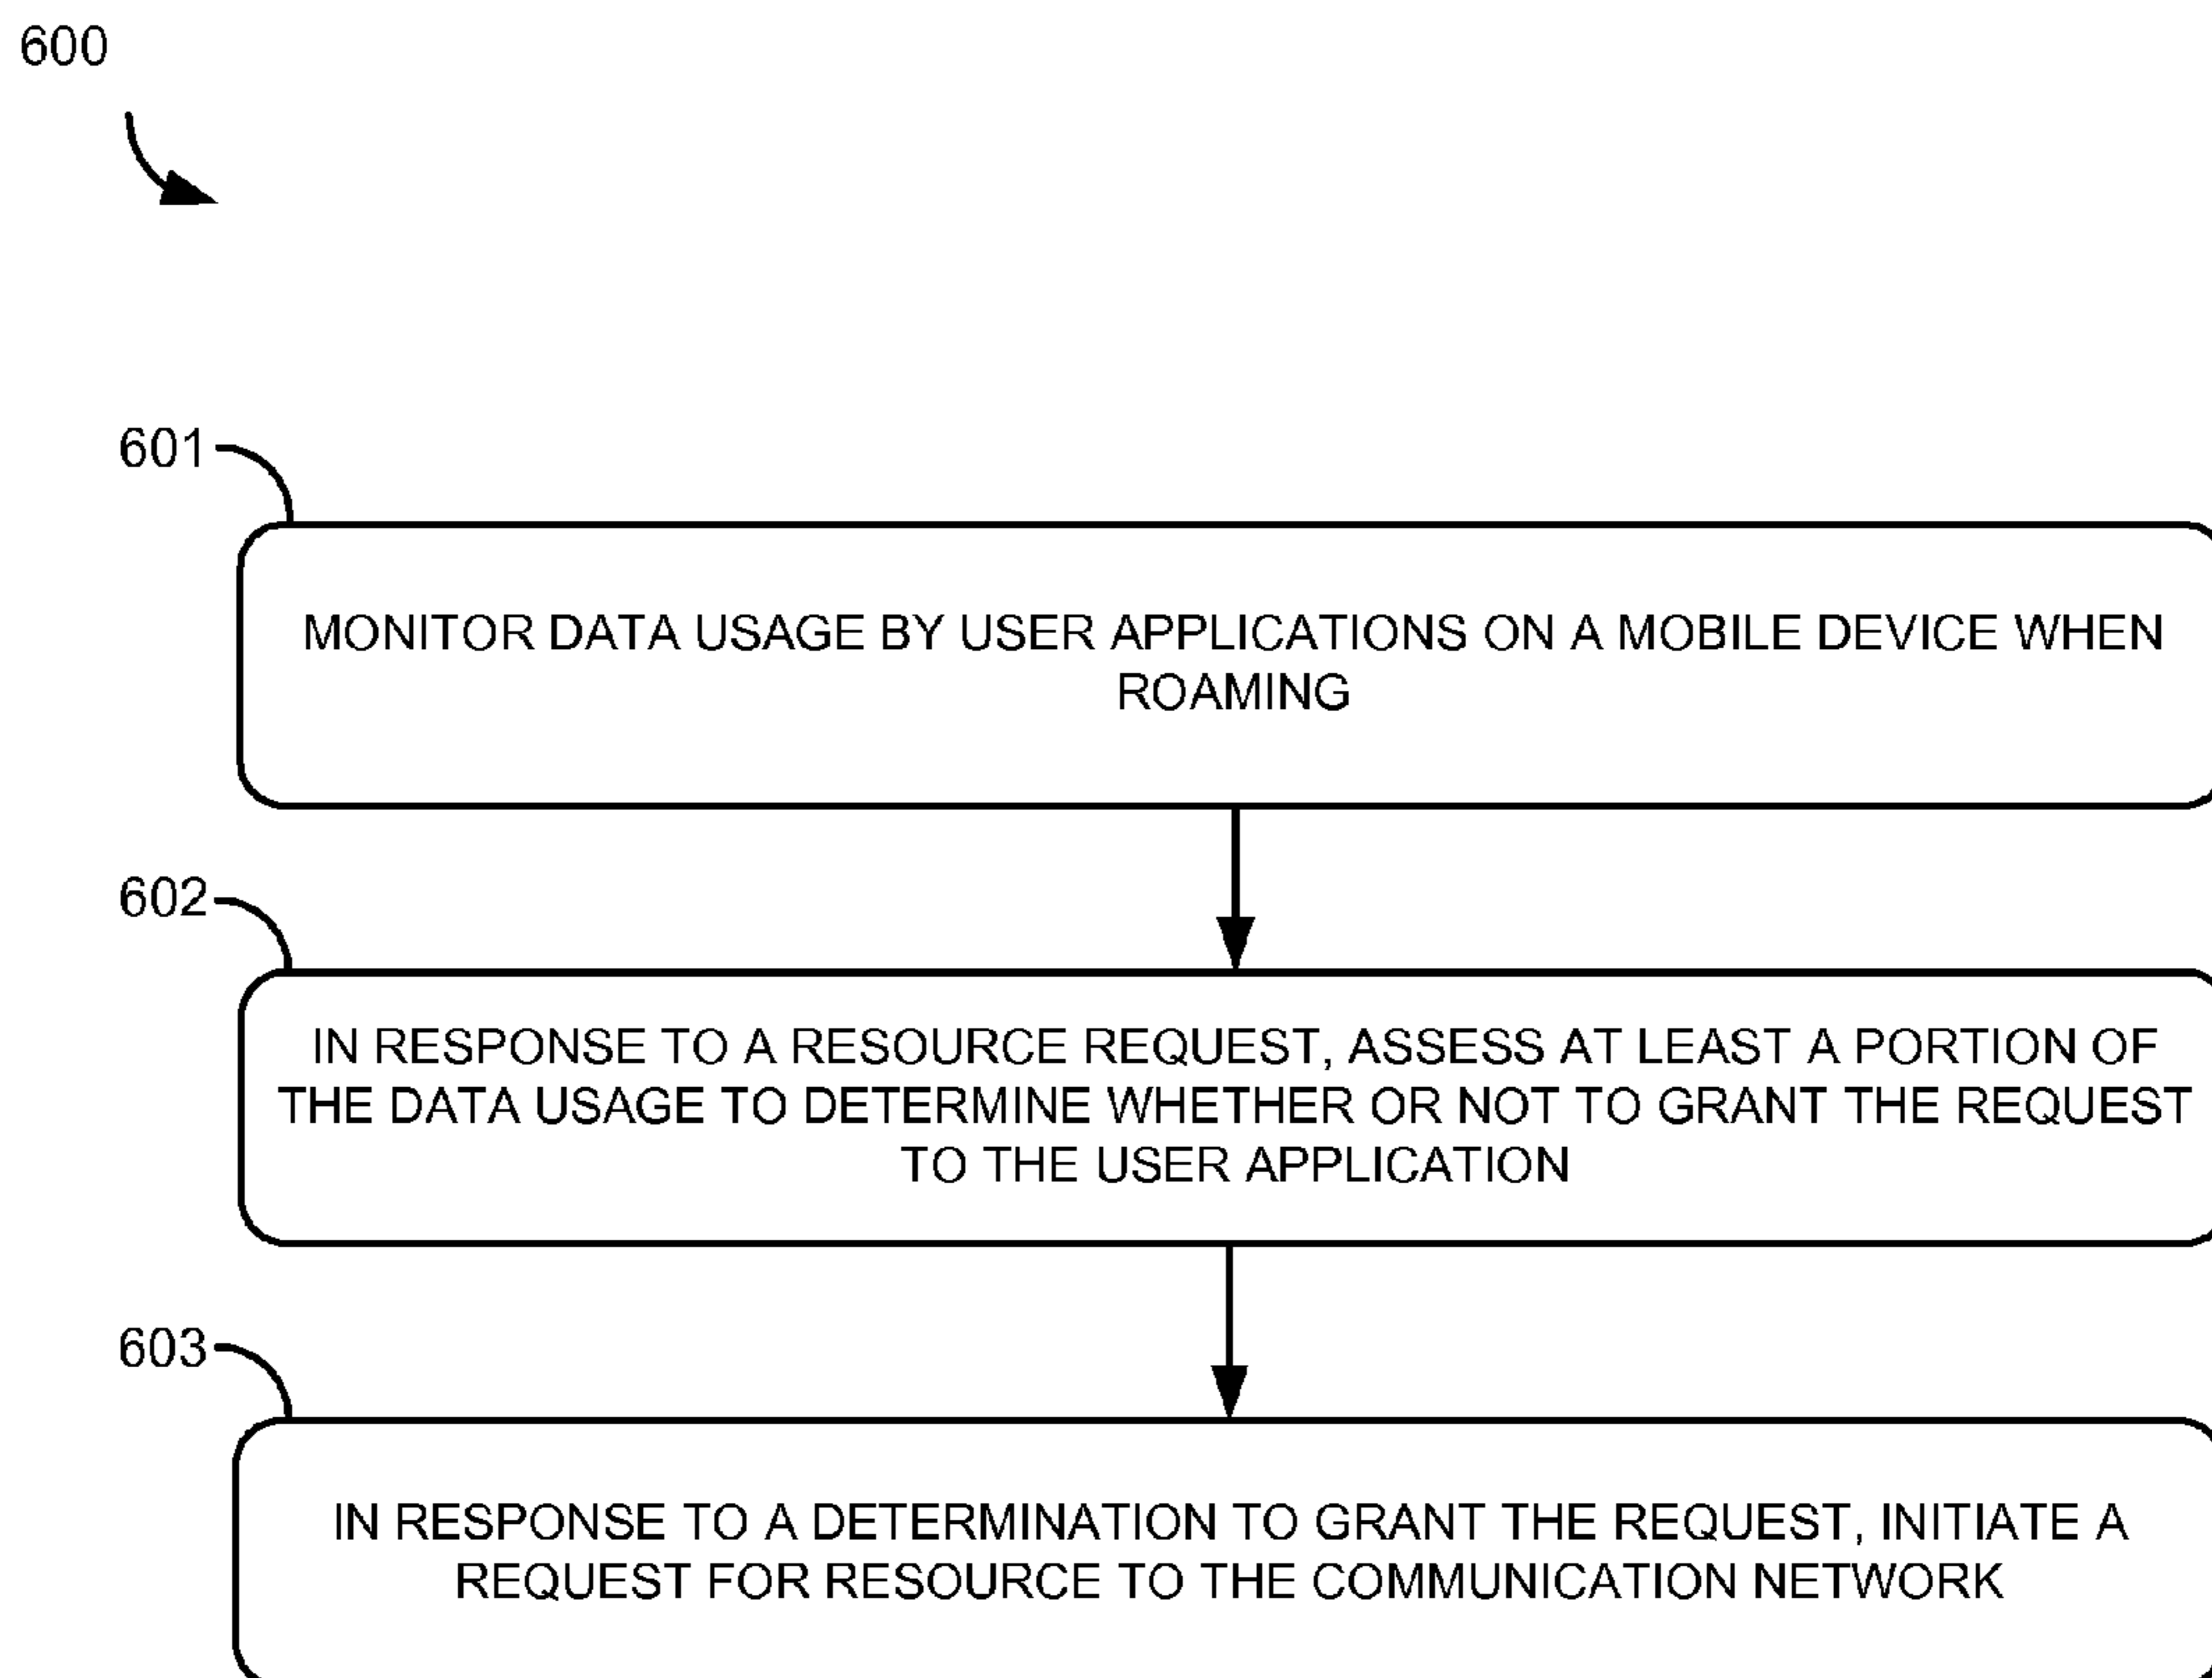 600
601
MONITOR DATA USAGE BY USER APPLICATIONS ON A MOBILE DEVICE WHEN
ROAMING
602
IN RESPONSE TO A RESOURCE REQUEST, ASSESS AT LEAST A PORTION OF
THE DATA USAGE TO DETERMINE WHETHER OR NOT TO GRANT THE REQUEST
TO THE USER APPLICATION
603
IN RESPONSE TO A DETERMINATION TO GRANT THE REQUEST, INITIATE A
REQUEST FOR RESOURCE TO THE COMMUNICATION NETWORK